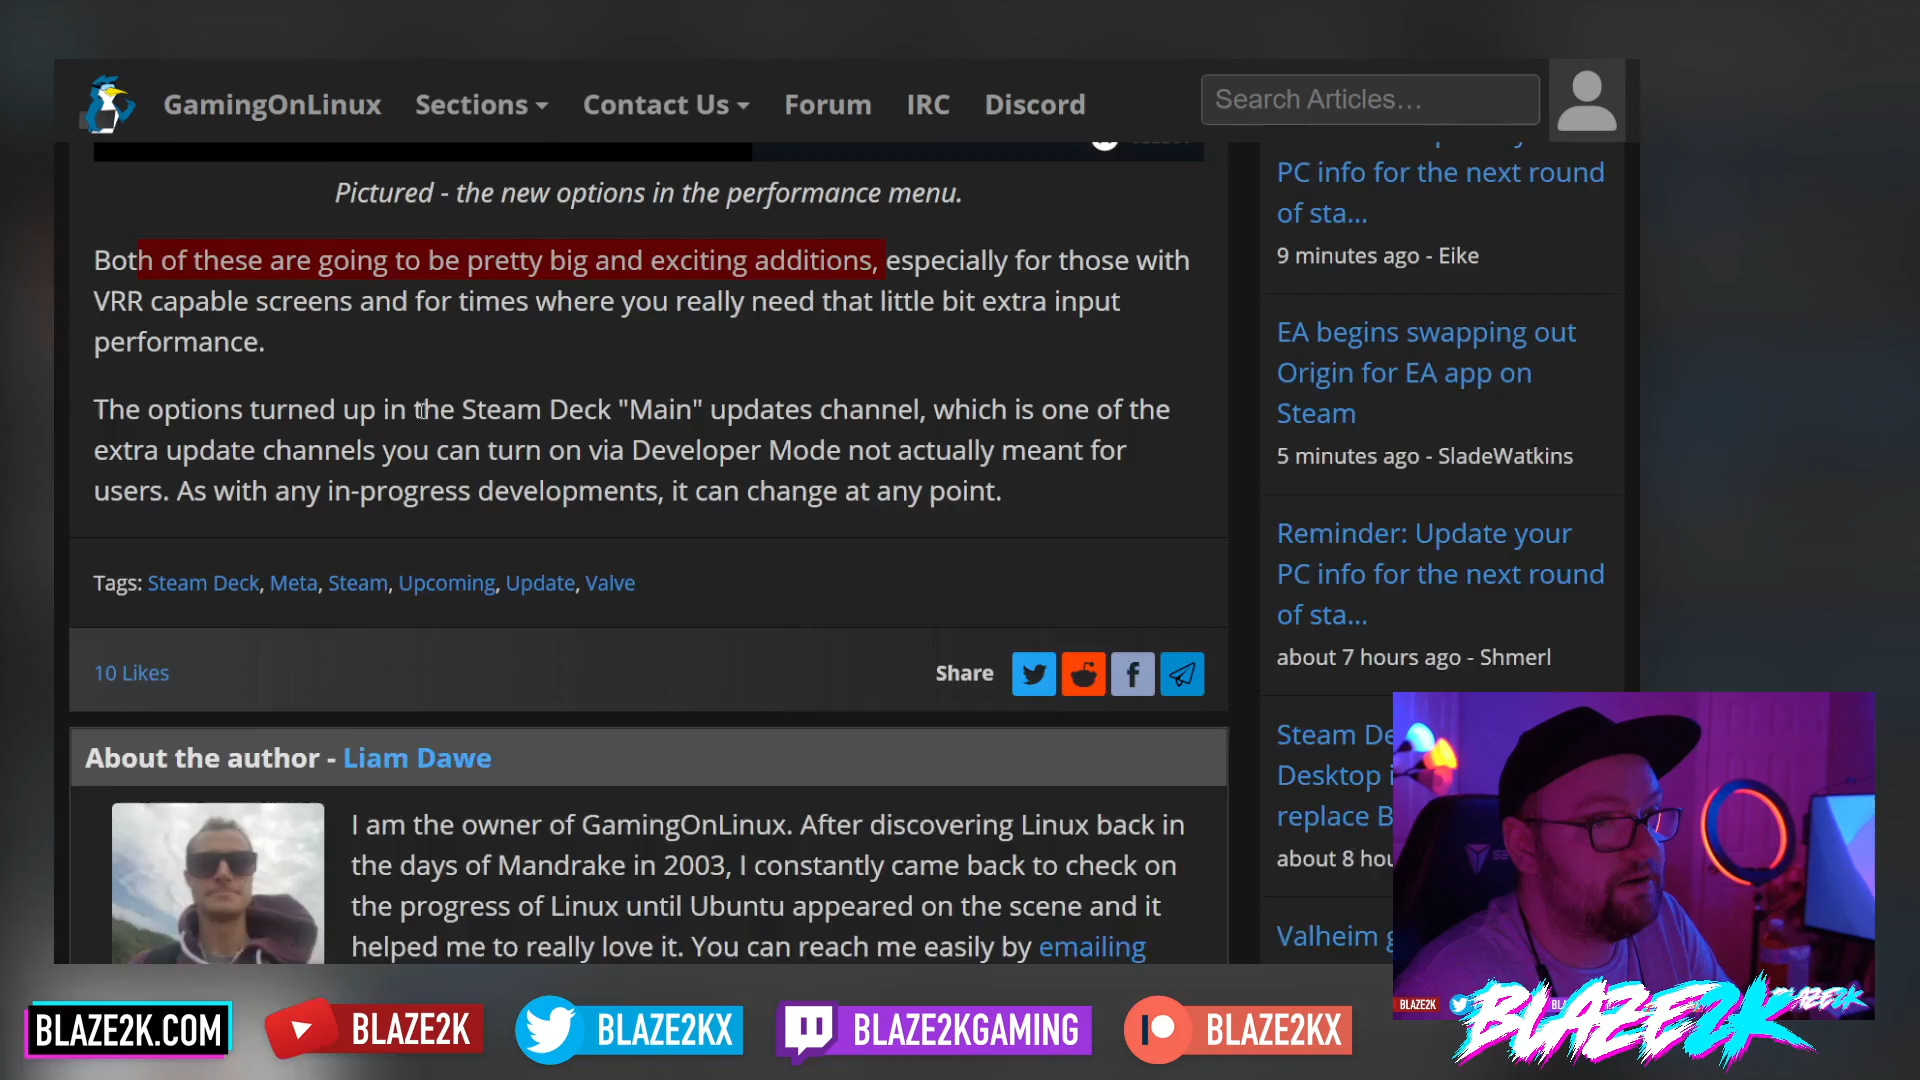 GamingOnLinux Sections Contact Us Forum IRC Discord Search Articles...
Pictured - the new options in the performance menu.
Both of these are going to be pretty big and exciting additions, especially for those with
VRR capable screens and for times where you really need that little bit extra input
performance.
The options turned up in the Steam Deck "Main" updates channel, which is one of the
extra update channels you can turn on via Developer Mode not actually meant for
users. As with any in-progress developments, it can change at any point.
Tags: Steam Deck, Meta, Steam, Upcoming, Update, Valve
10 Likes
Share
About the author - Liam Dawe
I am the owner of GamingOnLinux. After discovering Linux back in
the days of Mandrake in 2003, I constantly came back to check on
the progress of Linux until Ubuntu appeared on the scene and it
helped me to really love it. You can reach me easily by emailing
PC info for the next round
of sta...
9 minutes ago - Eike
EA begins swapping out
Origin for EA app on
Steam
5 minutes ago - SladeWatkins
Reminder: Update your
PC info for the next round
of sta...
about 7 hours ago - Shmerl
Steam De
Desktop i
replace B
about 8 hou
Valheim g
BLAZE2K
BLAZE2K
BLAZE2K
BLAZE2K.COM
BLAZE2K
BLAZE2KX
BLAZE2KGAMING
BLAZE2KX